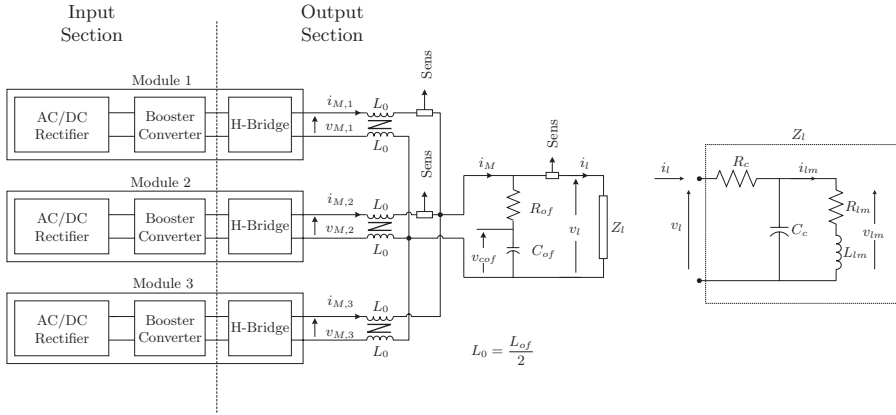 Input
Section
Output
Section
Module 1
AC/DC
Rectifier
Booster
Converter
H-Bridge
i_{M,1}
v_{M,1}
L_0
L_0
Sens
Module 2
AC/DC
Rectifier
Booster
Converter
H-Bridge
i_{M,2}
v_{M,2}
L_0
L_0
Sens
Module 3
AC/DC
Rectifier
Booster
Converter
H-Bridge
i_{M,3}
v_{M,3}
L_0
L_0
i_M
Sens
i_l
R_{of}
v_{cof}
C_{of}
v_l
Z_l
L_0 = \frac{L_{of}}{2}
Z_l
i_l
R_c
i_{lm}
v_l
C_c
R_{lm}
L_{lm}
v_{lm}